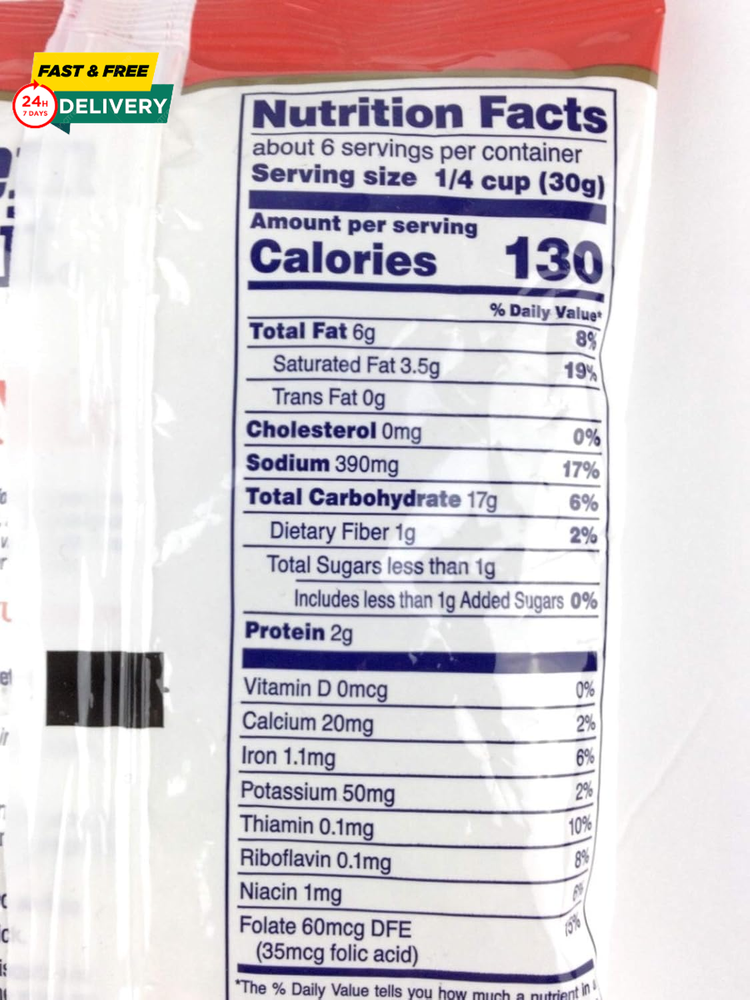 FAST & FREE
24H
7 DAYS
DELIVERY
Nutrition Facts
about 6 servings per container
Serving size 1/4 cup (30g)
Amount per serving
Calories 130
% Daily Value*
Total Fat 6g 8%
Saturated Fat 3.5g 19%
Trans Fat 0g
Cholesterol 0mg 0%
Sodium 390mg 17%
Total Carbohydrate 17g 6%
Dietary Fiber 1g 2%
Total Sugars less than 1g
Includes less than 1g Added Sugars 0%
Protein 2g
Vitamin D 0mcg 0%
Calcium 20mg 2%
Iron 1.1mg 6%
Potassium 50mg 2%
Thiamin 0.1mg 10%
Riboflavin 0.1mg 8%
Niacin 1mg 6%
Folate 60mcg DFE 15%
(35mcg folic acid)
*The % Daily Value tells you how much a nutrient in